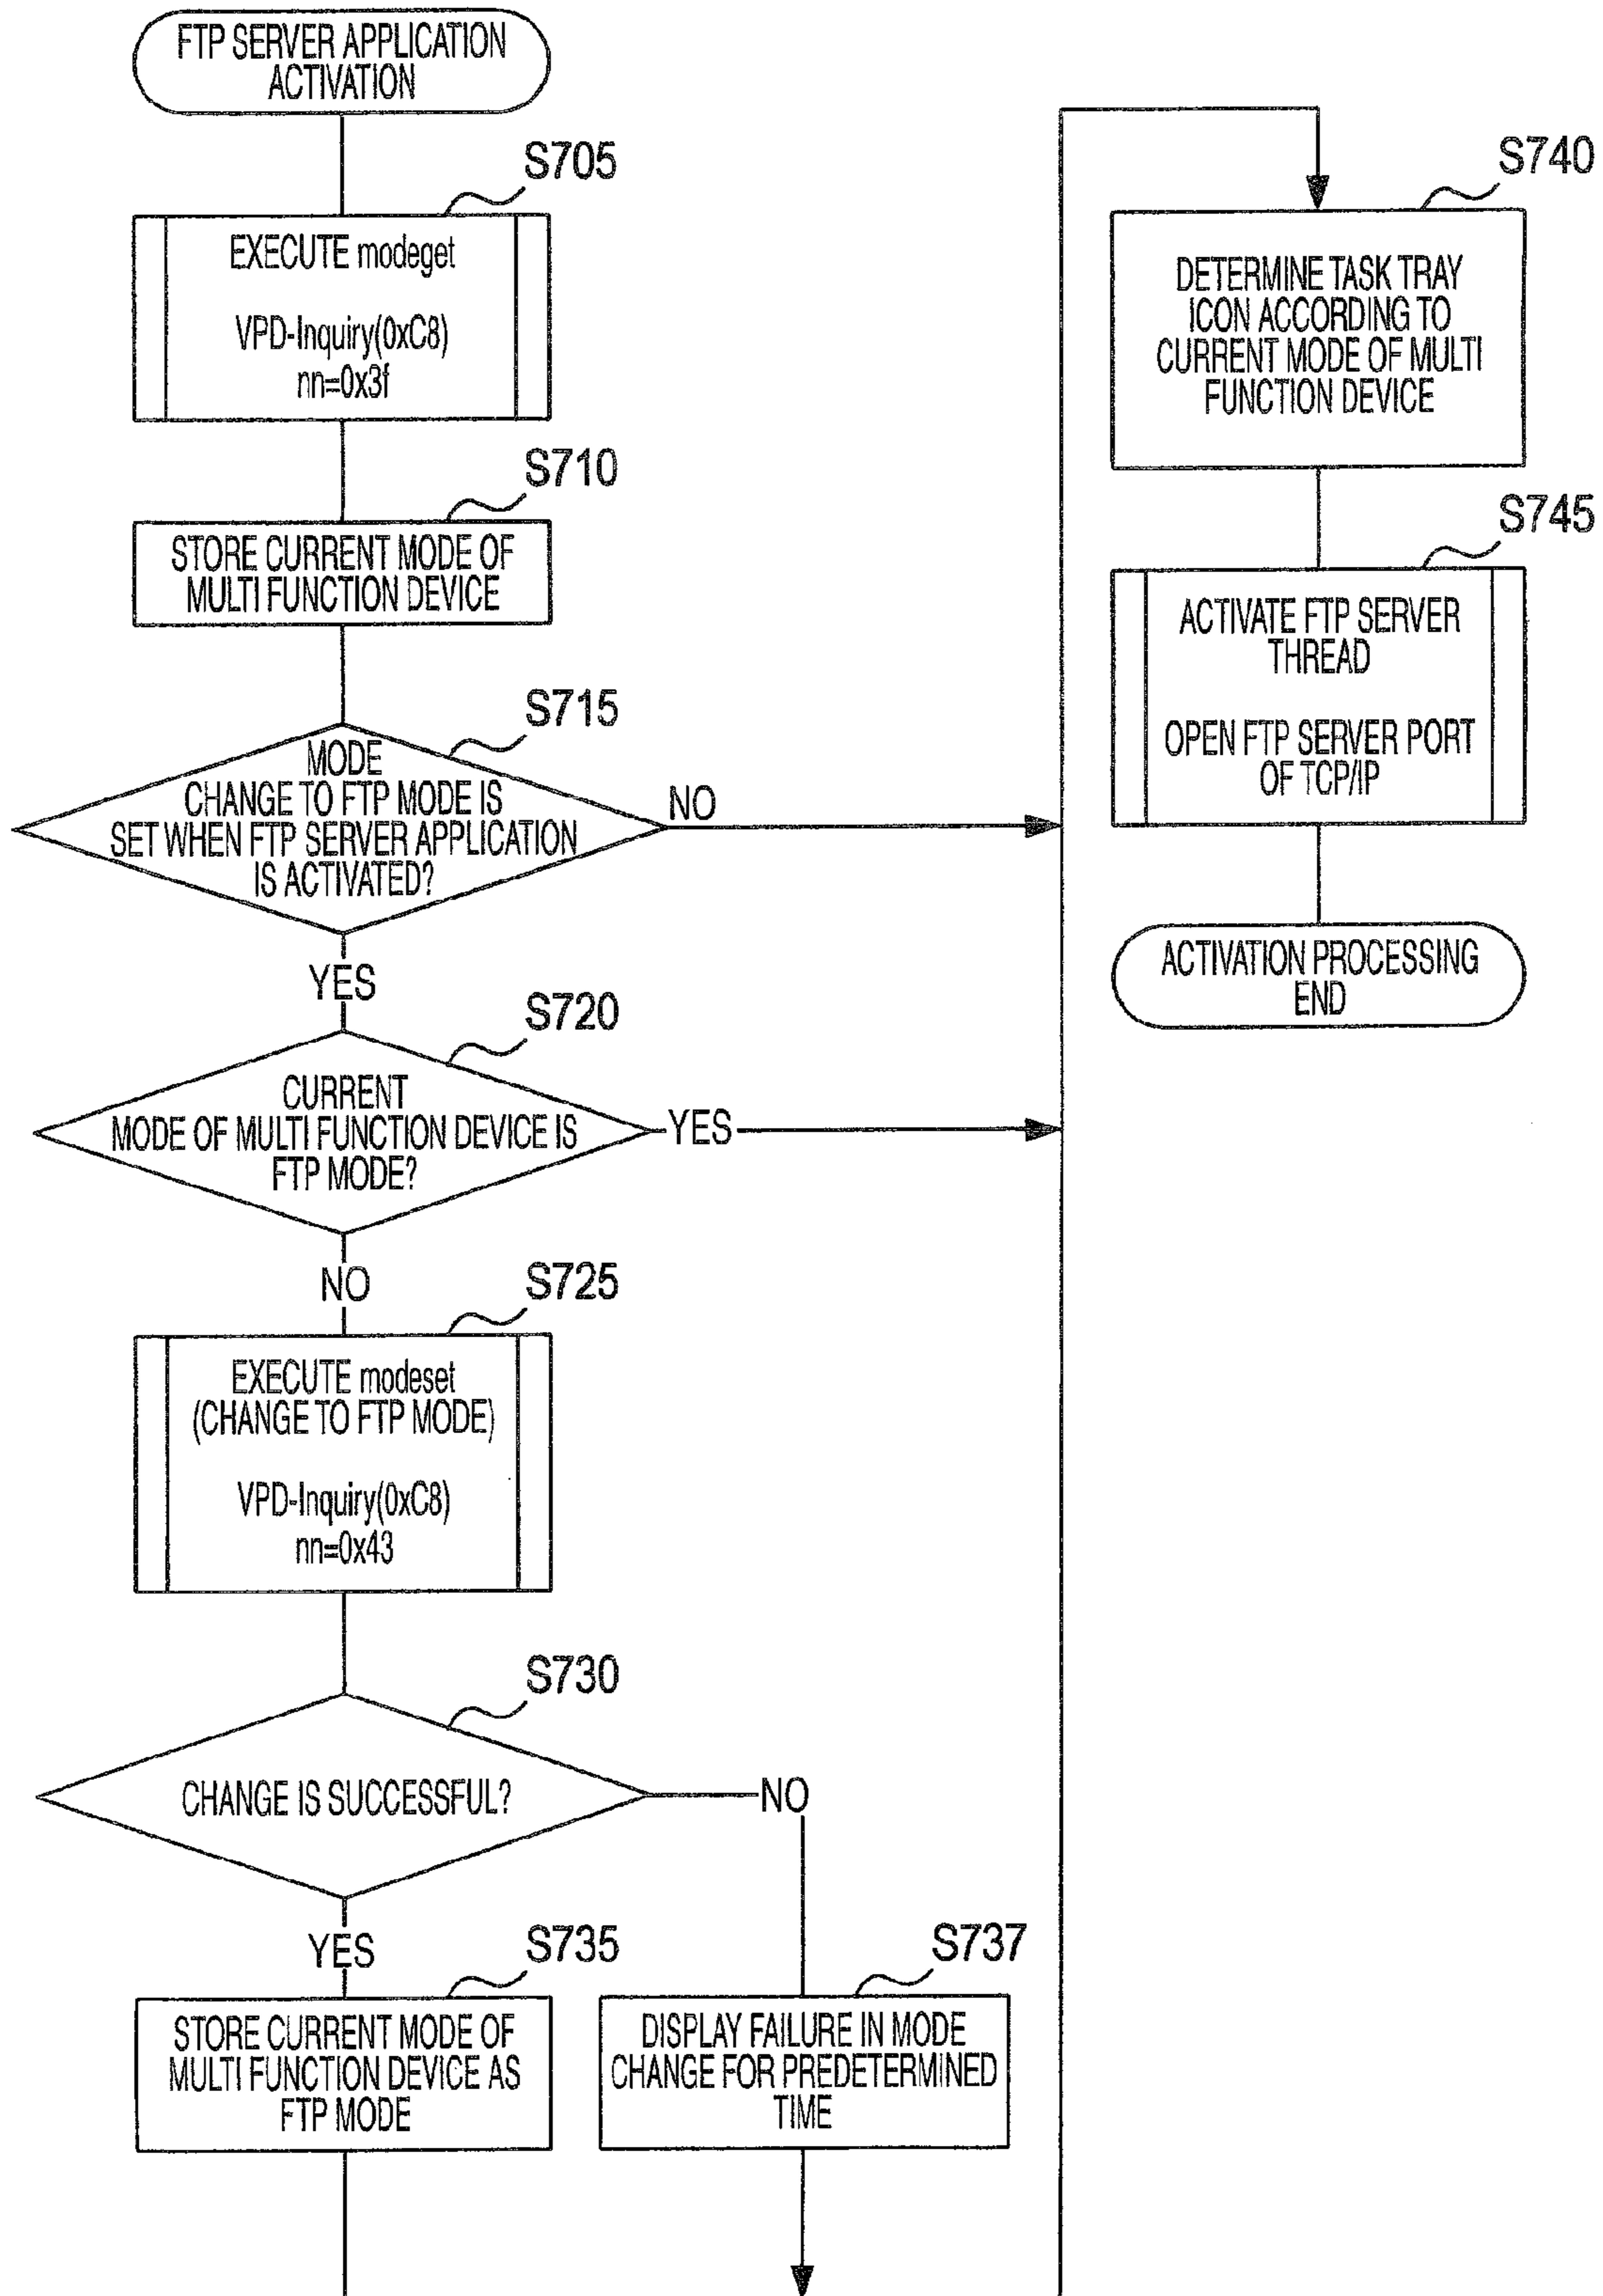 FTP SERVER APPLICATION
ACTIVATION
S705
EXECUTE modeget
VPD-Inquiry(0xC8)
nn=0x3f
S710
STORE CURRENT MODE OF
MULTI FUNCTION DEVICE
S715
MODE
CHANGE TO FTP MODE IS
SET WHEN FTP SERVER APPLICATION
IS ACTIVATED?
NO
YES
S720
CURRENT
MODE OF MULTI FUNCTION DEVICE IS
FTP MODE?
YES
NO
S725
EXECUTE modeset
(CHANGE TO FTP MODE)
VPD-Inquiry(0xC8)
nn=0x43
S730
CHANGE IS SUCCESSFUL?
NO
YES
S735
STORE CURRENT MODE OF
MULTI FUNCTION DEVICE AS
FTP MODE
S737
DISPLAY FAILURE IN MODE
CHANGE FOR PREDETERMINED
TIME
S740
DETERMINE TASK TRAY
ICON ACCORDING TO
CURRENT MODE OF MULTI
FUNCTION DEVICE
S745
ACTIVATE FTP SERVER
THREAD
OPEN FTP SERVER PORT
OF TCP/IP
ACTIVATION PROCESSING
END